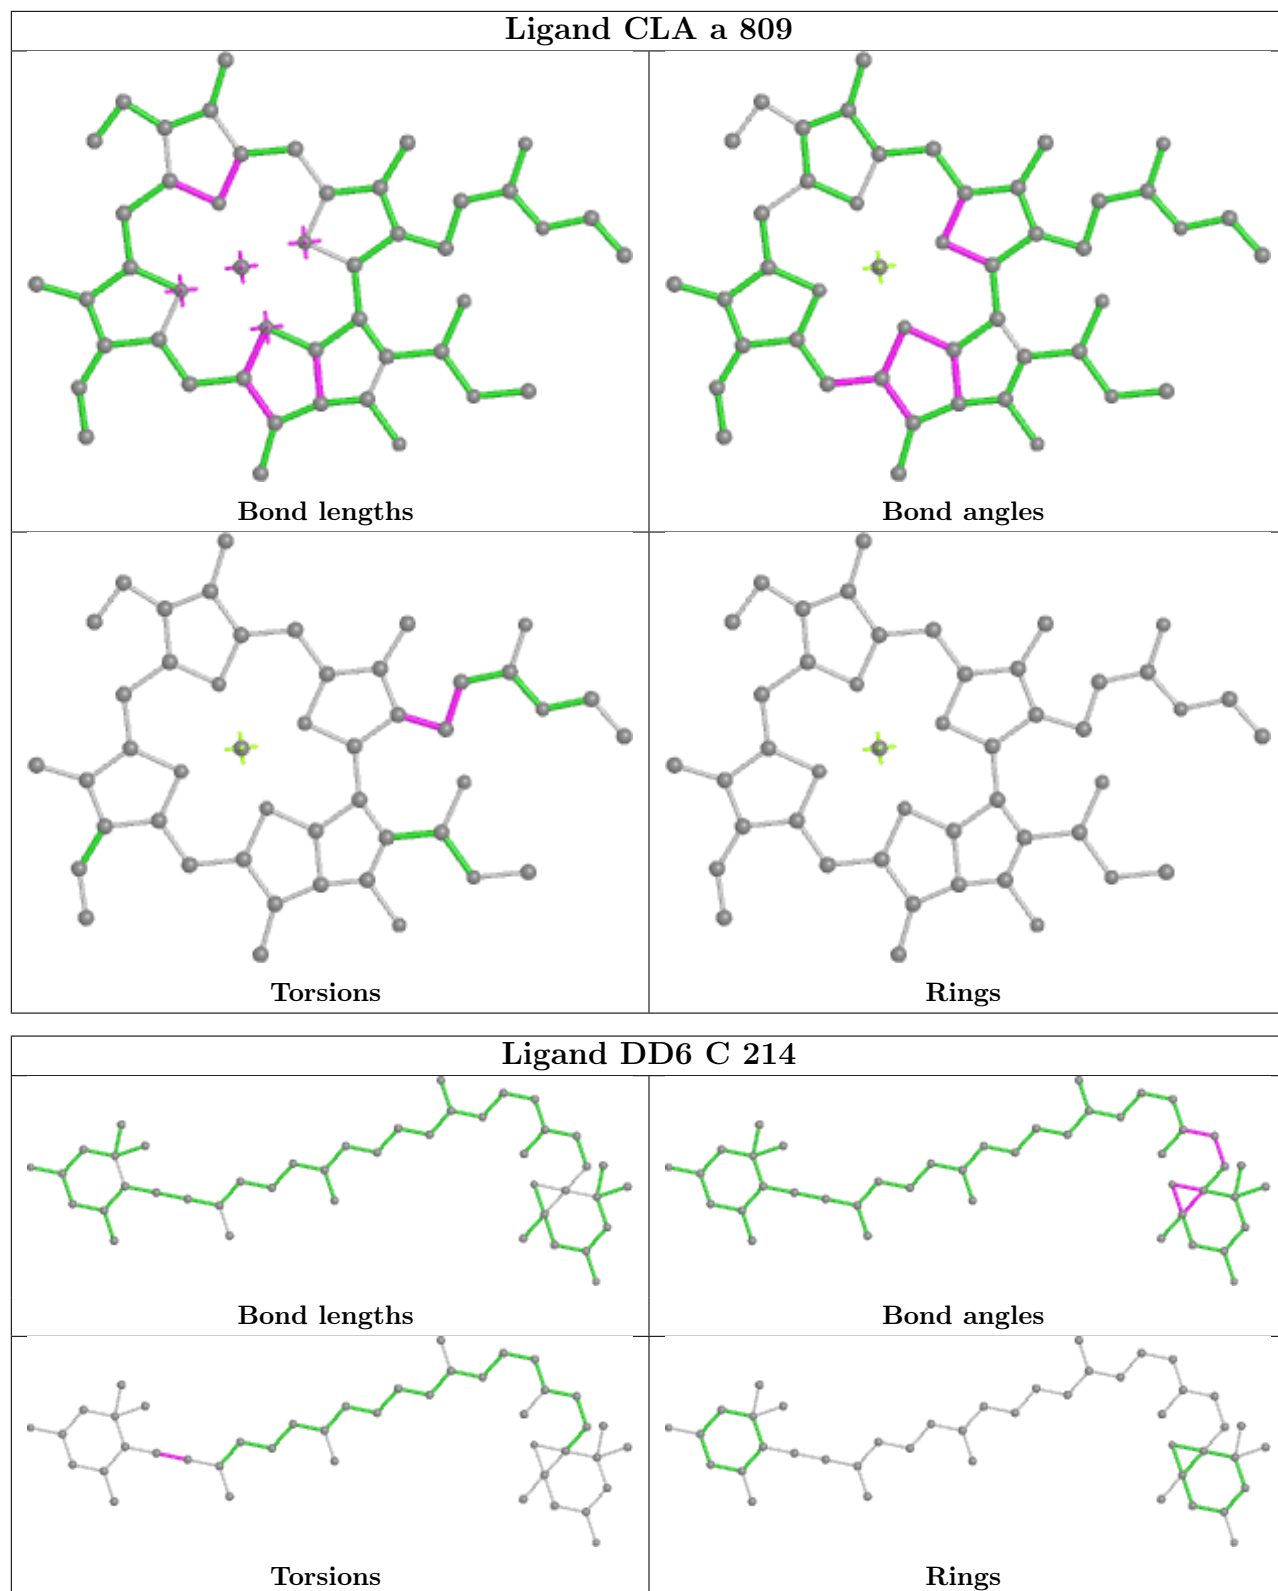 Ligand CLA a 809
Bond lengths
Bond angles
Torsions
Rings
Ligand DD6 C 214
Bond lengths
Bond angles
Torsions
Rings